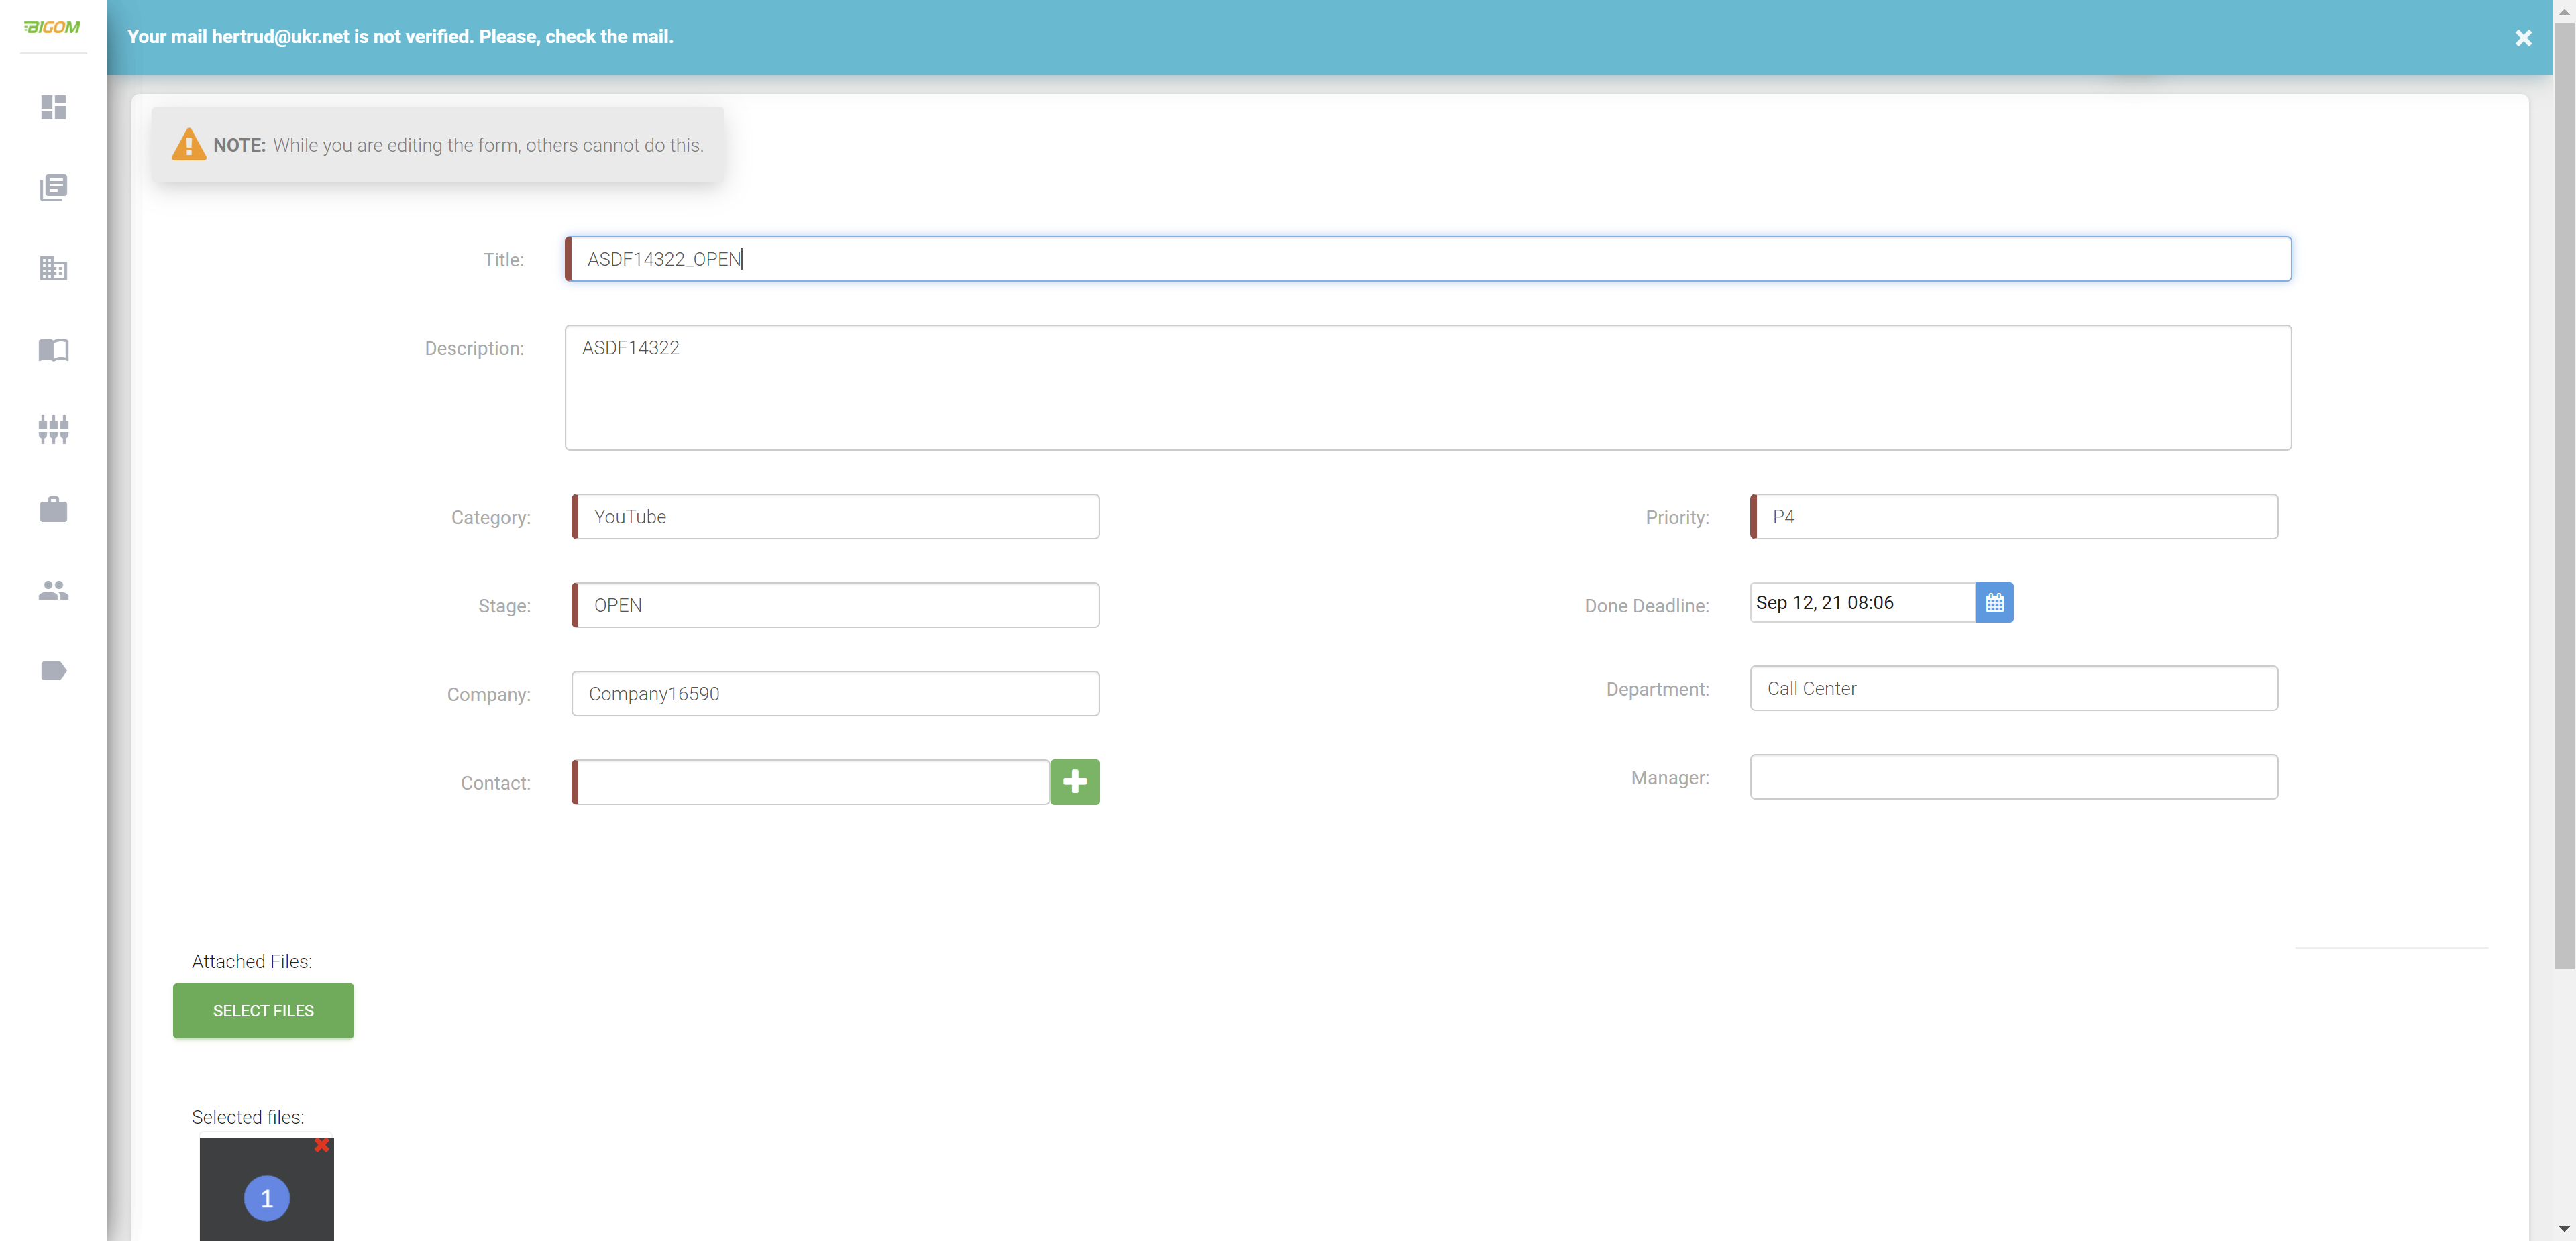 BIGOM
Your mail hertrud@ukr.net is not verified. Please, check the mail.
NOTE: While you are editing the form, others cannot do this.
Title: ASDF14322_OPEN
Description: ASDF14322
Category: YouTube
Priority: P4
Stage: OPEN
Done Deadline: Sep 12, 21 08:06
Company: Company16590
Department: Call Center
Contact:
Manager:
Attached Files:
SELECT FILES
Selected files:
1